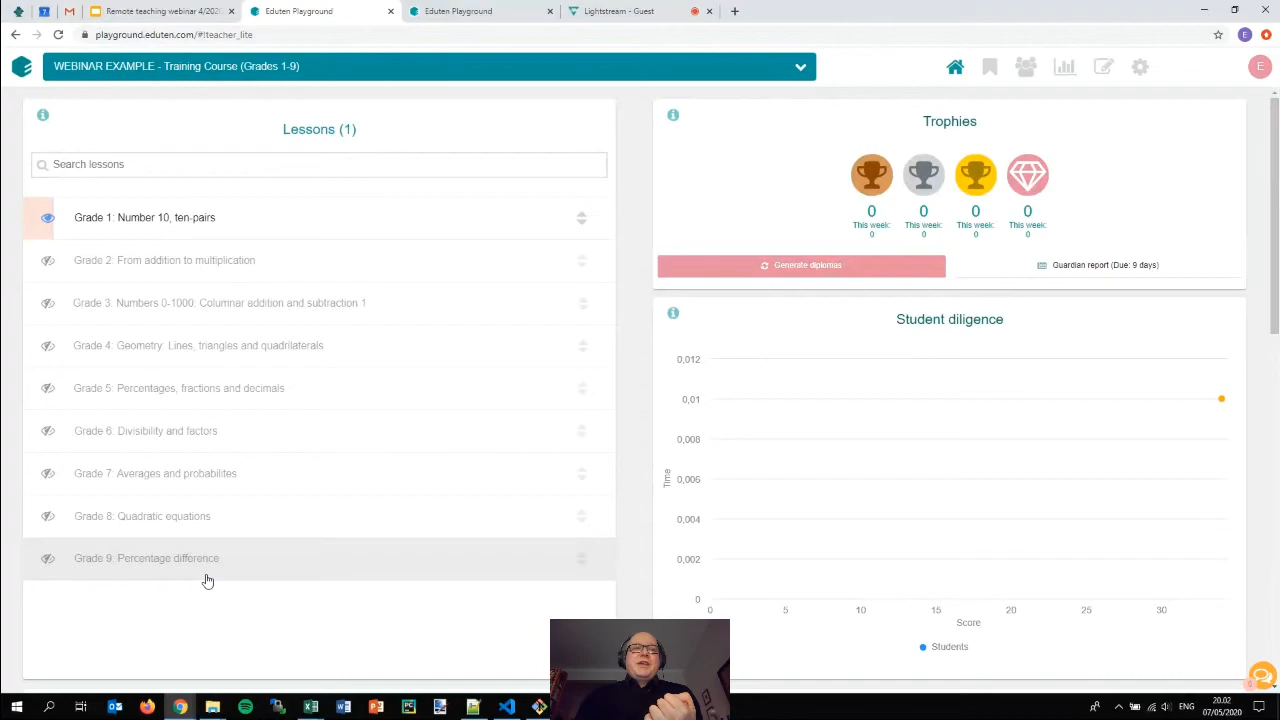 Remote teaching webinar 4/2020
Eduten Playground
Eduten Playground
Lightstream - Guest
playground.eduten.com/#!teacher_lite
E
WEBINAR EXAMPLE - Training Course (Grades 1-9)
E
Lessons (1)
Search lessons
Grade 1: Number 10, ten-pairs
Grade 2: From addition to multiplication
Grade 3: Numbers 0-1000: Columnar addition and subtraction 1
Grade 4: Geometry: Lines, triangles and quadrilaterals
Grade 5: Percentages, fractions and decimals
Grade 6: Divisibility and factors
Grade 7: Averages and probabilites
Grade 8: Quadratic equations
Grade 9: Percentage difference
Trophies
0 0 0 0
This week: This week: This week: This week:
0 0 0 0
Generate diplomas
Guardian report (Due: 9 days)
Student diligence
0,012
0,01
0,008
0,006
0,004
0,002
0
Time
0 5 10 15 20 25 30
Score
Students
ENG
20.02
07/05/2020